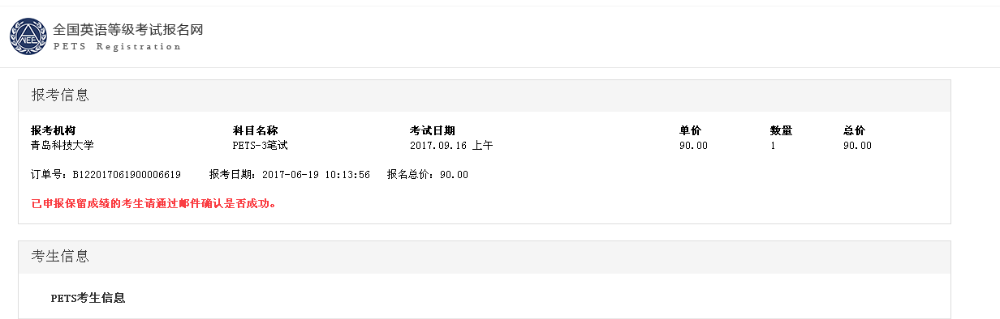 NEE
全国英语等级考试报名网
PETS Registration
报考信息
报考机构 科目名称 考试日期 单价 数量 总价
青岛科技大学 PETS-3笔试 2017.09.16 上午 90.00 1 90.00
订单号: B122017061900006619 报考日期: 2017-06-19 10:13:56 报名总价: 90.00
已申报保留成绩的考生请通过邮件确认是否成功。
考生信息
PETS考生信息